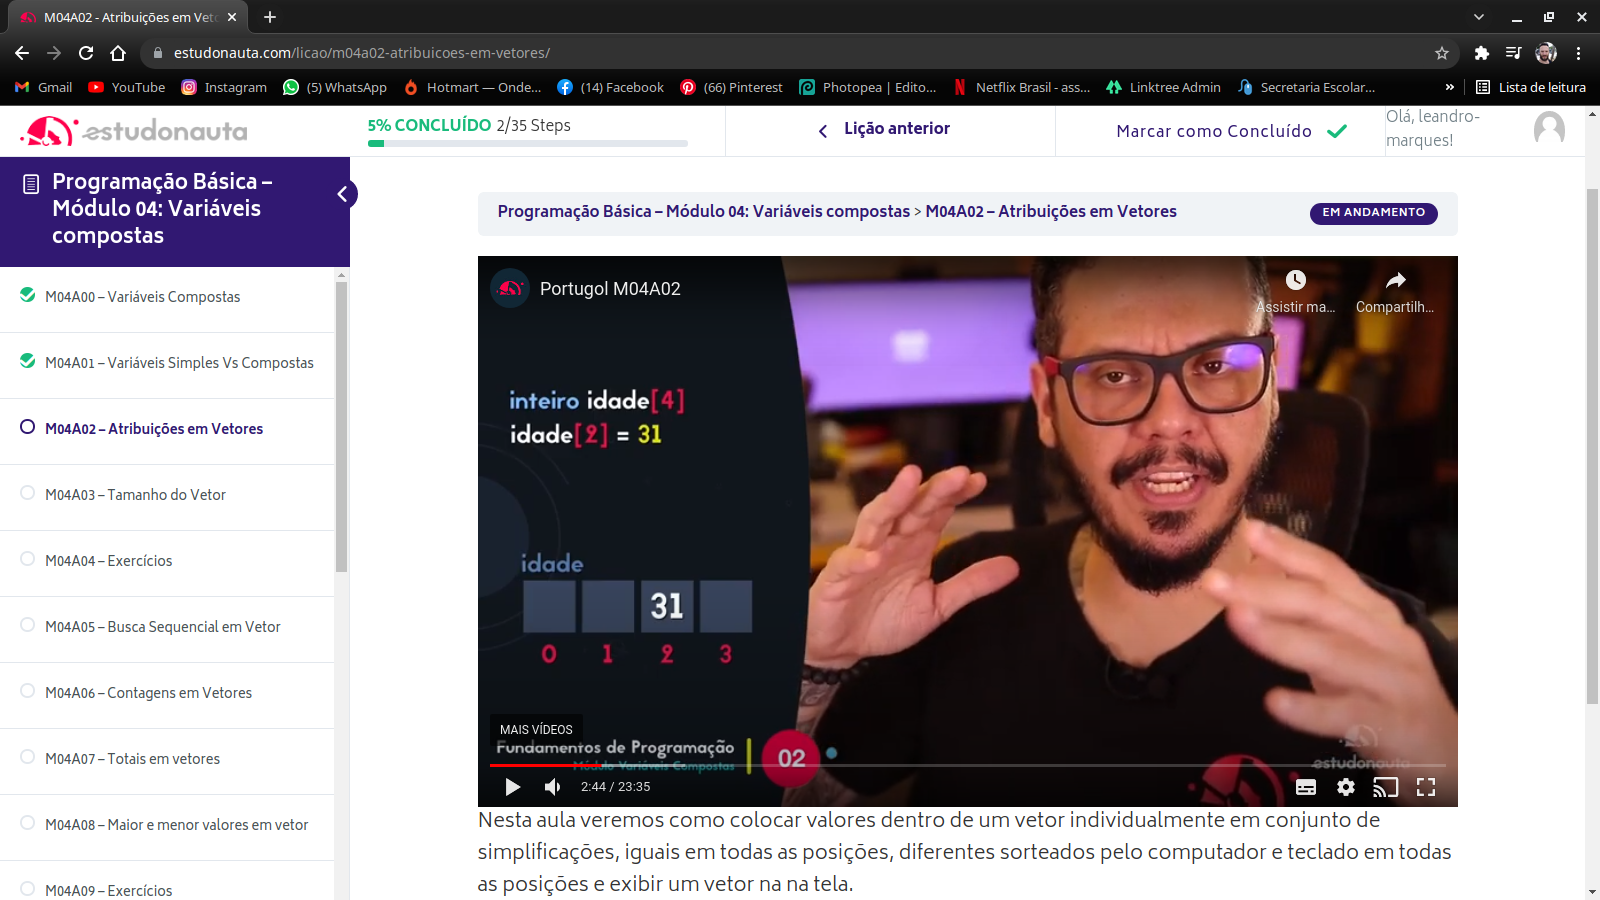 M04A02 - Atribuições em Veto
estudonauta.com/licao/m04a02-atribuicoes-em-vetores/
Gmail
YouTube
Instagram
(5) WhatsApp
Hotmart — Onde...
(14) Facebook
(66) Pinterest
Photopea | Edito...
Netflix Brasil - ass...
Linktree Admin
Secretaria Escolar...
»
Lista de leitura
estudonauta
5% CONCLUÍDO 2/35 Steps
Lição anterior
Marcar como Concluído
Olá, leandro-
marques!
Programação Básica –
Módulo 04: Variáveis
compostas
M04A00 – Variáveis Compostas
M04A01 – Variáveis Simples Vs Compostas
M04A02 – Atribuições em Vetores
M04A03 – Tamanho do Vetor
M04A04 – Exercícios
M04A05 – Busca Sequencial em Vetor
M04A06 – Contagens em Vetores
M04A07 – Totais em vetores
M04A08 – Maior e menor valores em vetor
M04A09 – Exercícios
Programação Básica – Módulo 04: Variáveis compostas > M04A02 – Atribuições em Vetores
EM ANDAMENTO
Portugol M04A02
Assistir ma...
Compartilh...
inteiro idade[4]
idade[2] = 31
idade
31
0 1 2 3
MAIS VÍDEOS
Fundamentos de Programação
Módulo Variáveis Compostas
02
estudonauta
2:44 / 23:35
Nesta aula veremos como colocar valores dentro de um vetor individualmente em conjunto de
simplificações, iguais em todas as posições, diferentes sorteados pelo computador e teclado em todas
as posições e exibir um vetor na na tela.